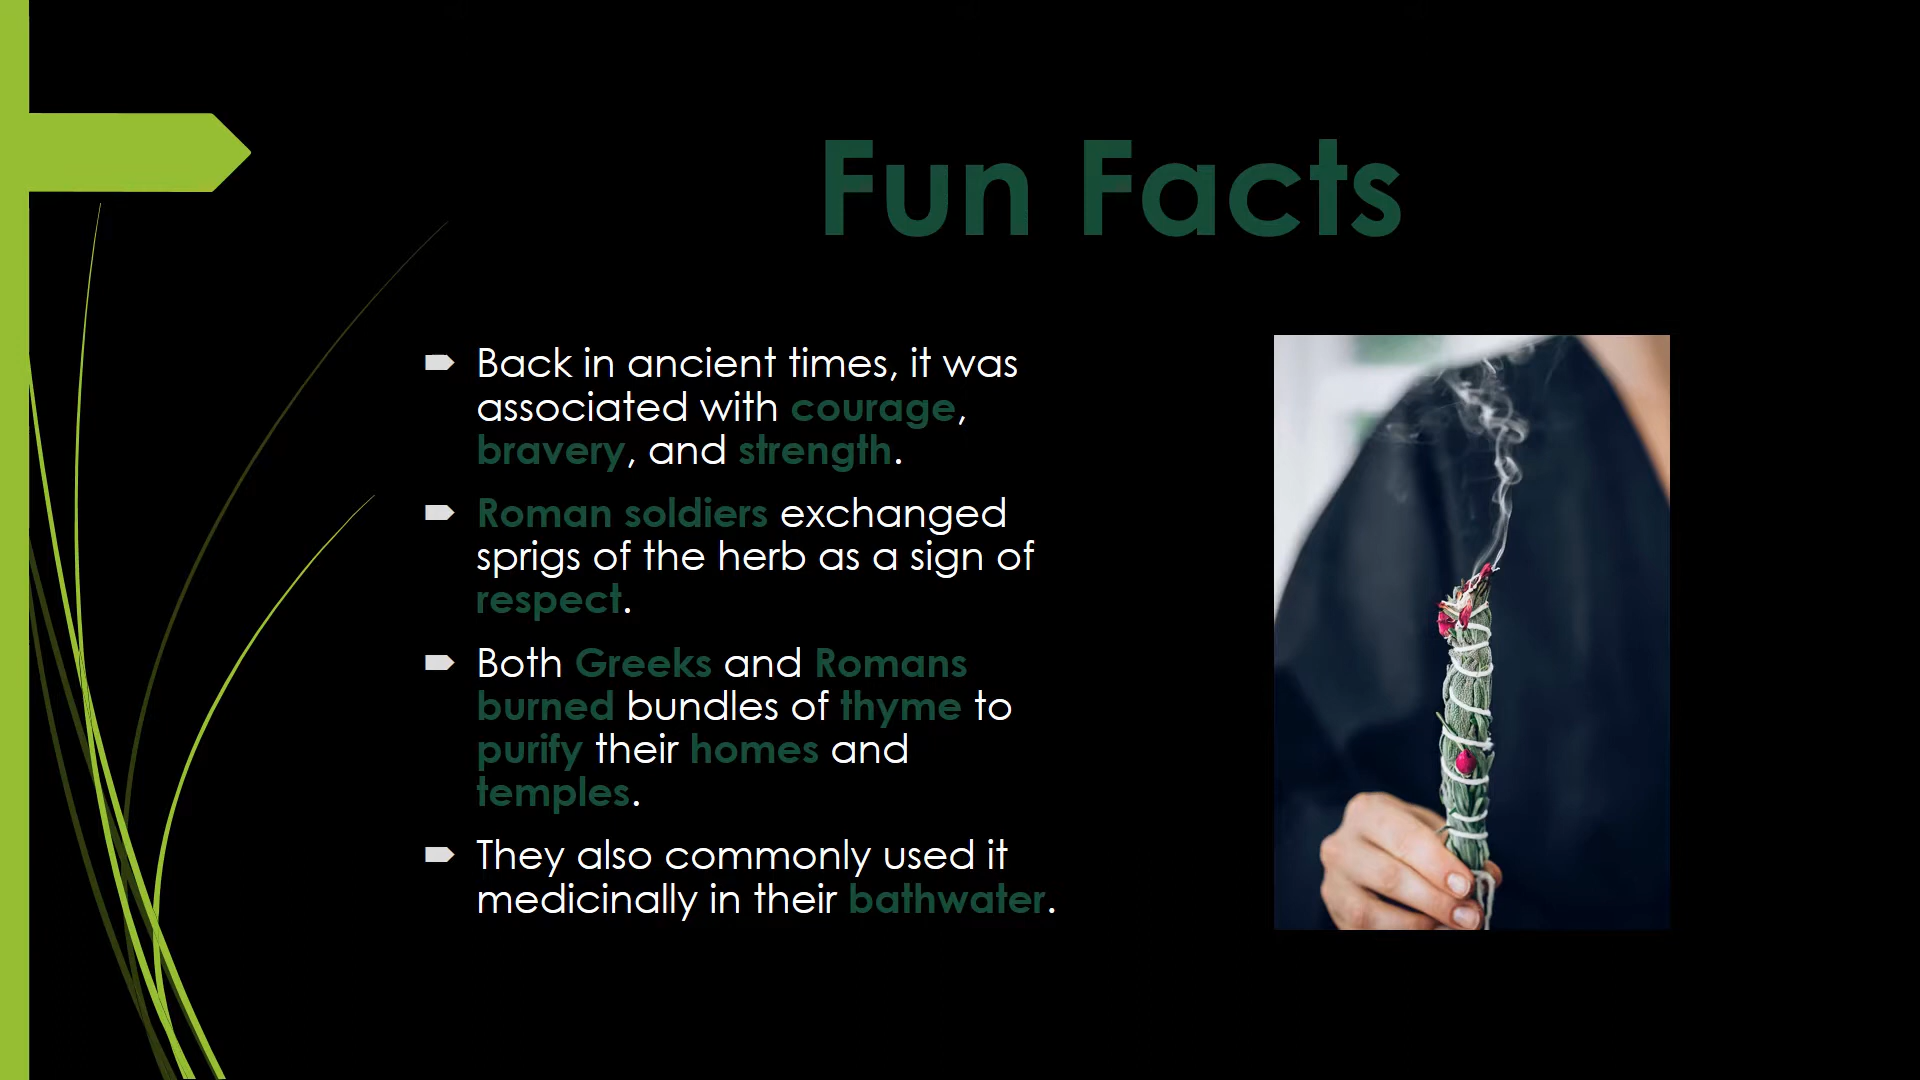 Fun Facts
Back in ancient times, it was
associated with courage,
bravery, and strength.
Roman soldiers exchanged
sprigs of the herb as a sign of
respect.
Both Greeks and Romans
burned bundles of thyme to
purify their homes and
temples.
They also commonly used it
medicinally in their bathwater.